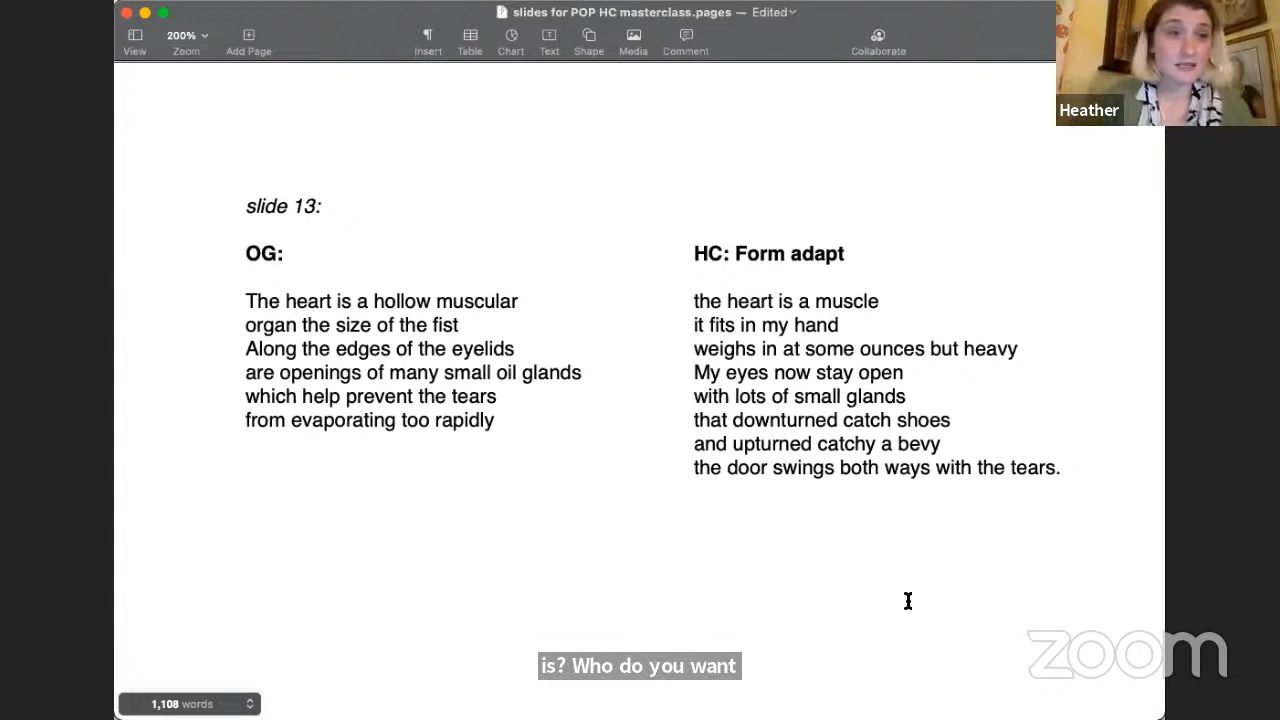 slides for POP HC masterclass.pages — Edited
200%
View
Zoom
Add Page
Insert
Table
Chart
Text
Shape
Media
Comment
Collaborate
Heather
slide 13:
OG:
The heart is a hollow muscular
organ the size of the fist
Along the edges of the eyelids
are openings of many small oil glands
which help prevent the tears
from evaporating too rapidly
HC: Form adapt
the heart is a muscle
it fits in my hand
weighs in at some ounces but heavy
My eyes now stay open
with lots of small glands
that downturned catch shoes
and upturned catchy a bevy
the door swings both ways with the tears.
is? Who do you want
zoom
1,108 words